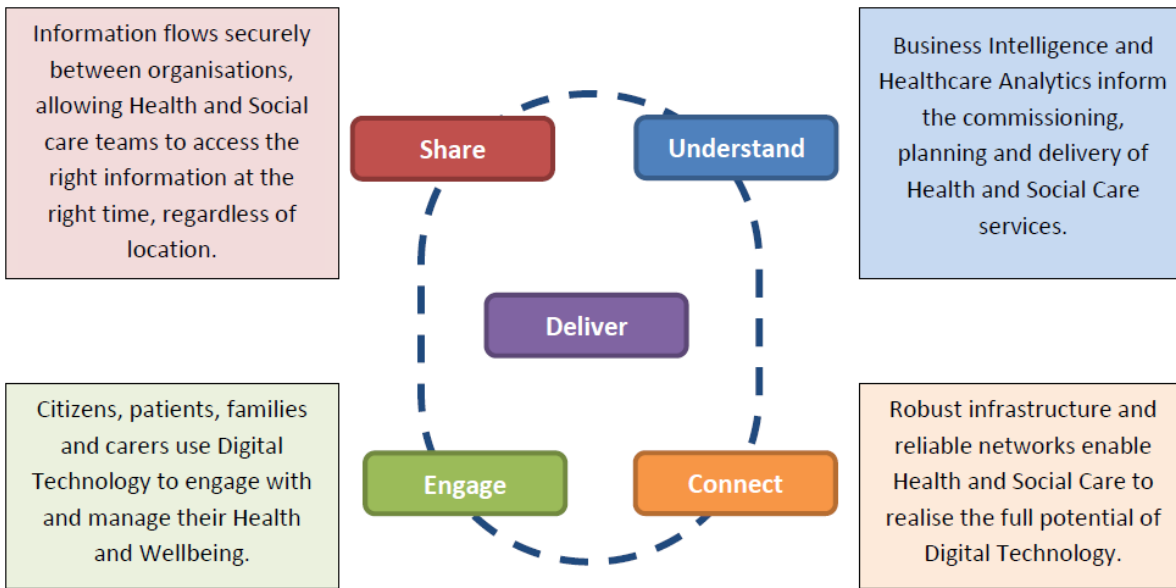 Information flows securely
between organisations,
allowing Health and Social
care teams to access the
right information at the
right time, regardless of
location.
Share
Understand
Business Intelligence and
Healthcare Analytics inform
the commissioning,
planning and delivery of
Health and Social Care
services.
Deliver
Citizens, patients, families
and carers use Digital
Technology to engage with
and manage their Health
and Wellbeing.
Engage
Connect
Robust infrastructure and
reliable networks enable
Health and Social Care to
realise the full potential of
Digital Technology.